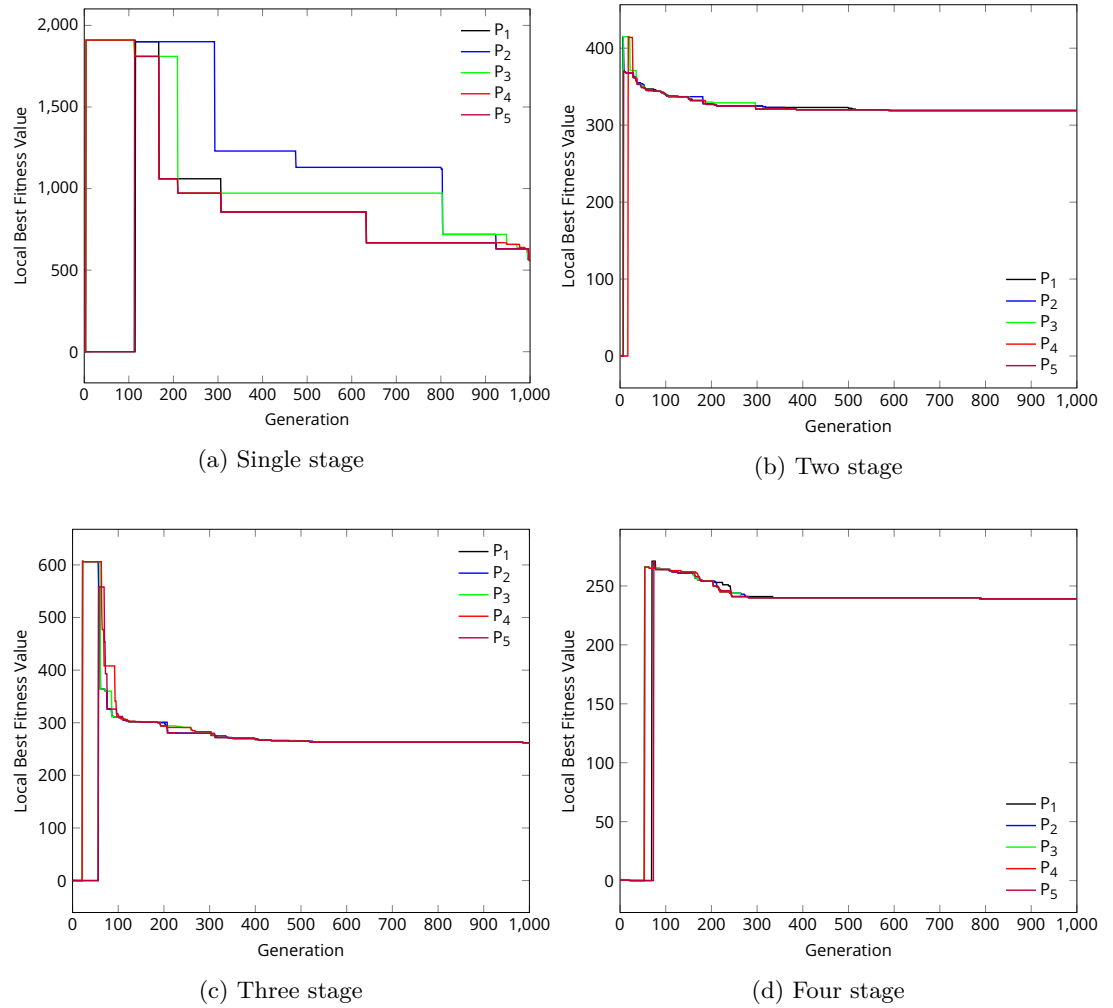 2,000
1,500
1,000
500
0
Local Best Fitness Value
P1
P2
P3
P4
P5
0 100 200 300 400 500 600 700 800 900 1,000
Generation
(a) Single stage
400
300
200
100
0
Local Best Fitness Value
P1
P2
P3
P4
P5
0 100 200 300 400 500 600 700 800 900 1,000
Generation
(b) Two stage
600
500
400
300
200
100
0
Local Best Fitness Value
P1
P2
P3
P4
P5
0 100 200 300 400 500 600 700 800 900 1,000
Generation
(c) Three stage
250
200
150
100
50
0
Local Best Fitness Value
P1
P2
P3
P4
P5
0 100 200 300 400 500 600 700 800 900 1,000
Generation
(d) Four stage